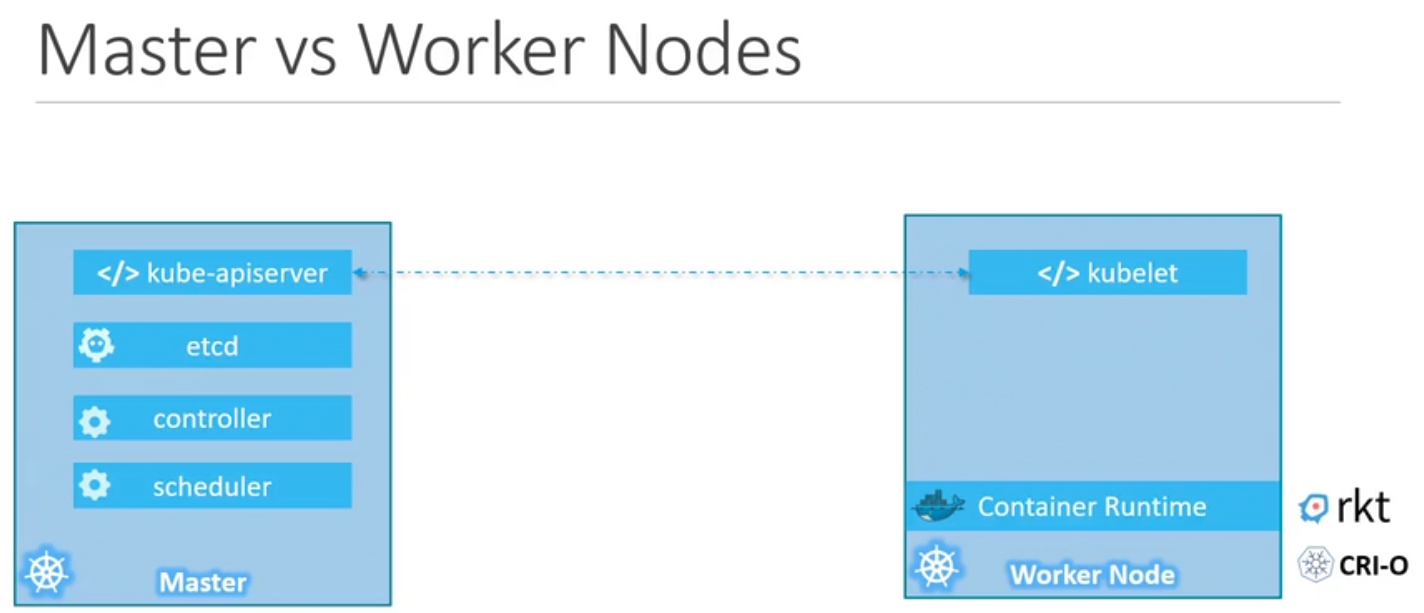 Master vs Worker Nodes
</> kube-apiserver
etcd
controller
scheduler
Master
</> kubelet
Container Runtime
Worker Node
rkt
CRI-O